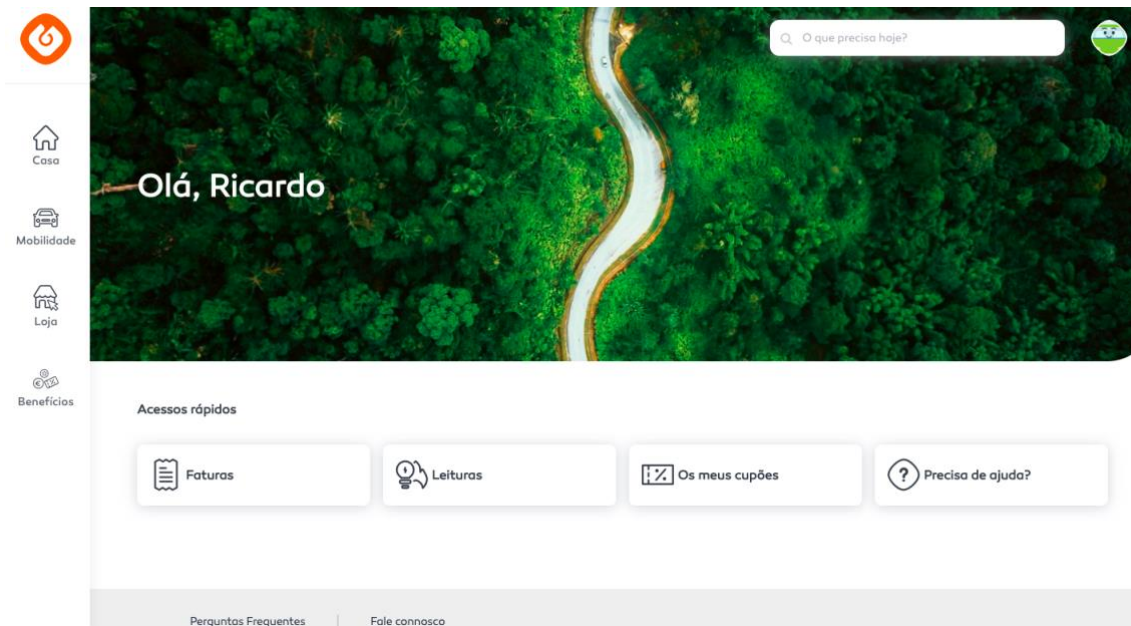 O que precisa hoje?
Casa
Mobilidade
Loja
Benefícios
Olá, Ricardo
Acessos rápidos
Faturas
Leituras
Os meus cupões
Precisa de ajuda?
Perguntas Frequentes
Fale connosco